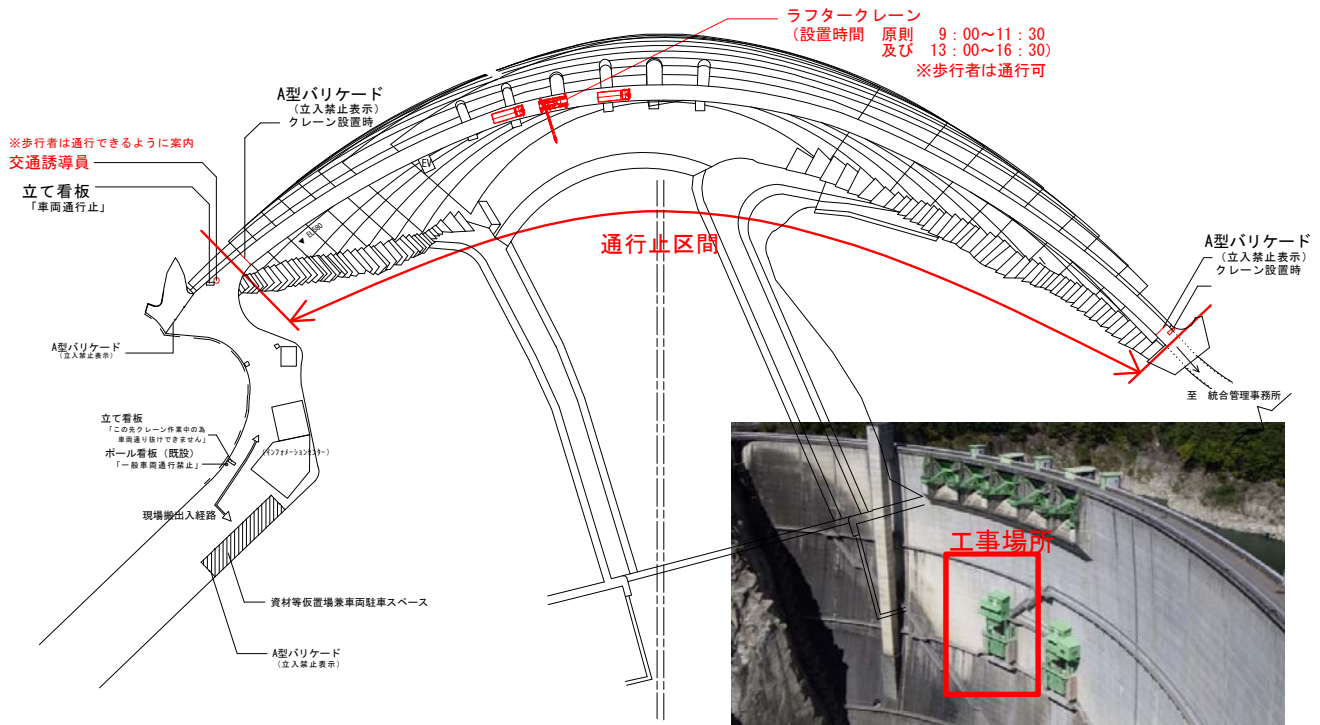 ラフタークレーン
（設置時間　原則　9：00〜11：30
及び　13：00〜16：30）
※歩行者は通行可
A型バリケード
（立入禁止表示）
クレーン設置時
※歩行者は通行できるように案内
交通誘導員
立て看板
「車両通行止」
EV
EL680
通行止区間
A型バリケード
（立入禁止表示）
クレーン設置時
A型バリケード
（立入禁止表示）
至　統合管理事務所
立て看板
「この先クレーン作業中の為
車両通り抜けできません」
ポール看板（既設）
「一般車両通行禁止」
（インフォメーションセンター）
現場搬出入経路
工事場所
資材等仮置場兼車両駐車スペース
A型バリケード
（立入禁止表示）